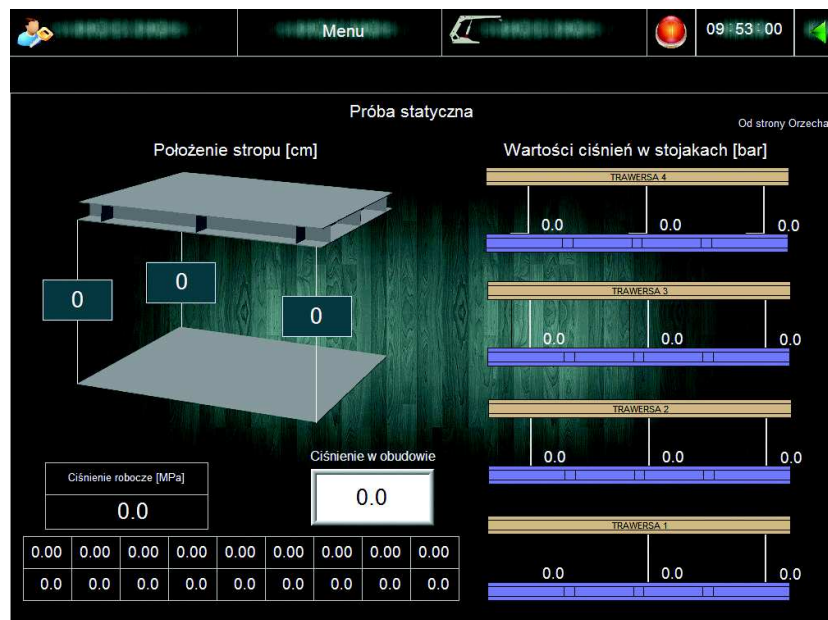 Menu
09:53:00
Próba statyczna
Od strony Orzecha
Położenie stropu [cm]
Wartości ciśnień w stojakach [bar]
TRAWERSA 4
0.0 0.0 0.0
0
0
0
TRAWERSA 3
0.0 0.0 0.0
TRAWERSA 2
0.0 0.0 0.0
Ciśnienie w obudowie
0.0
Ciśnienie robocze [MPa]
0.0
TRAWERSA 1
0.0 0.0 0.0
0.00 0.00 0.00 0.00 0.00 0.00 0.00 0.00 0.00
0.0 0.0 0.0 0.0 0.0 0.0 0.0 0.0 0.0